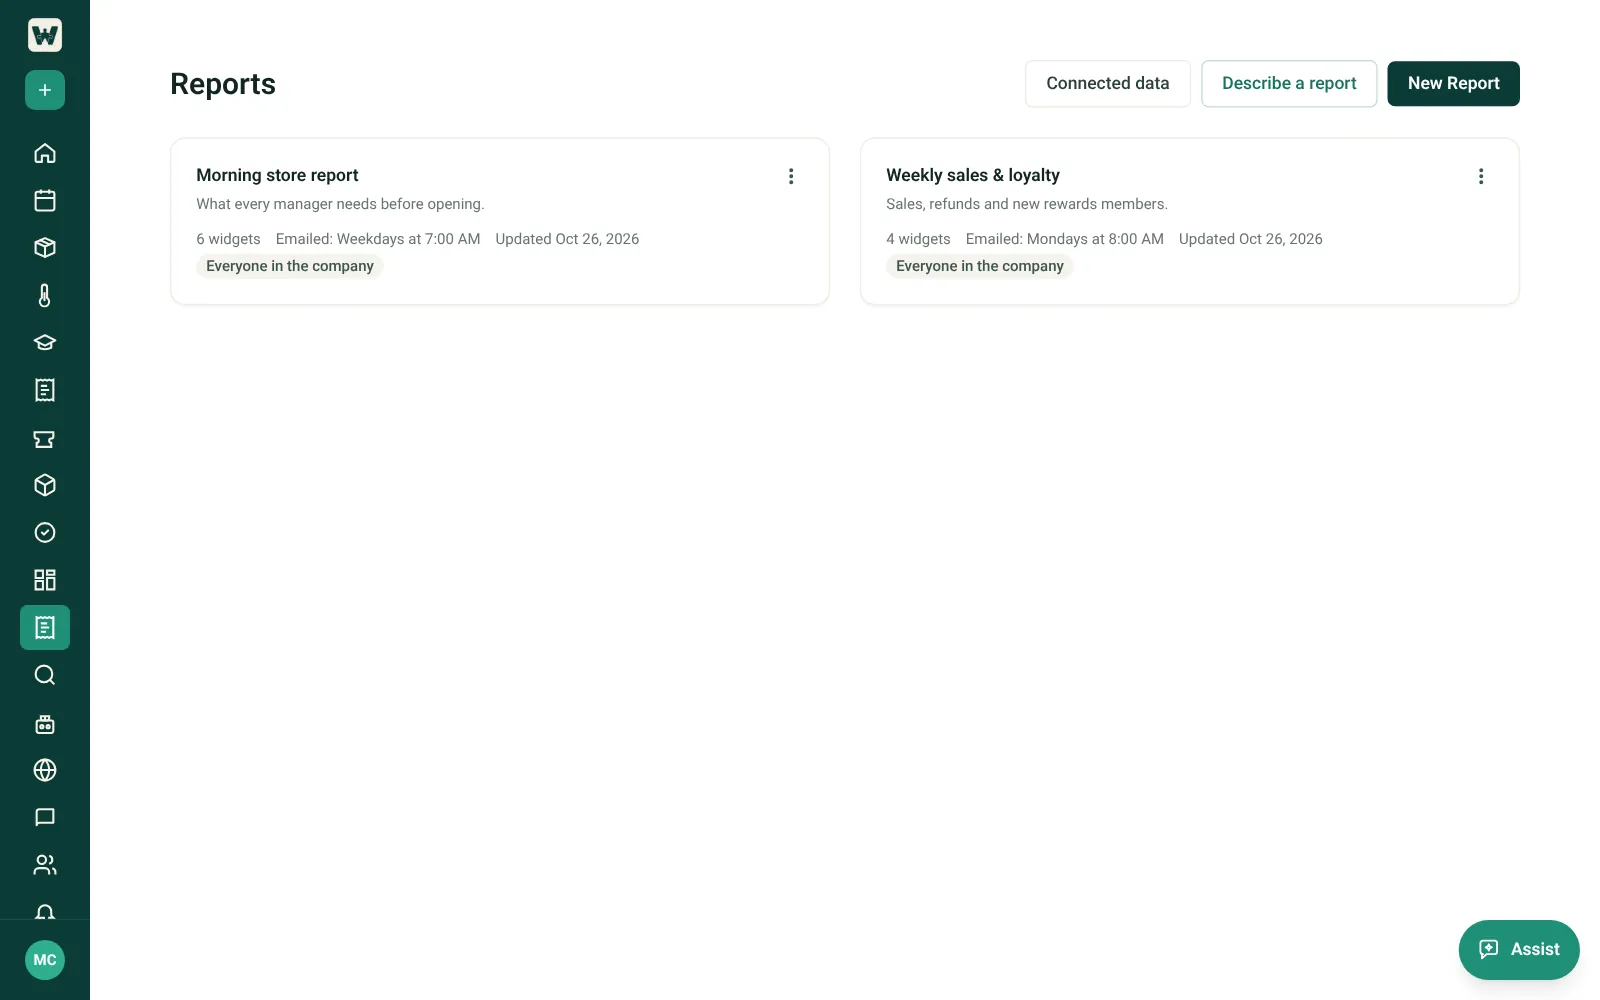 W
Reports
Connected data
Describe a report
New Report
Morning store report
What every manager needs before opening.
6 widgets Emailed: Weekdays at 7:00 AM Updated Oct 26, 2026
Everyone in the company
Weekly sales & loyalty
Sales, refunds and new rewards members.
4 widgets Emailed: Mondays at 8:00 AM Updated Oct 26, 2026
Everyone in the company
MC
Assist